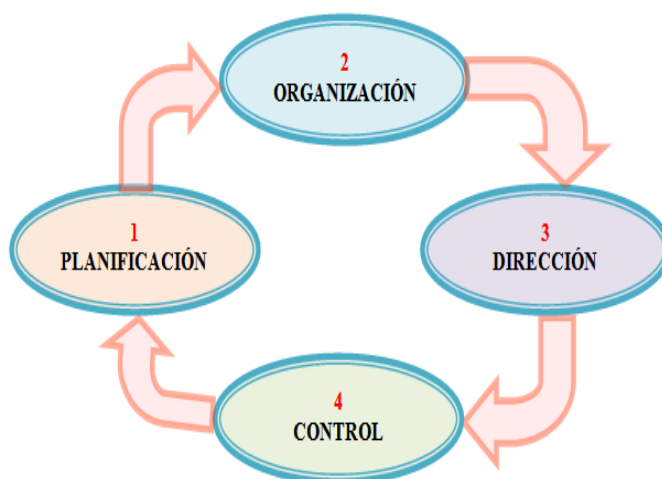 1
PLANIFICACIÓN
2
ORGANIZACIÓN
3
DIRECCIÓN
4
CONTROL